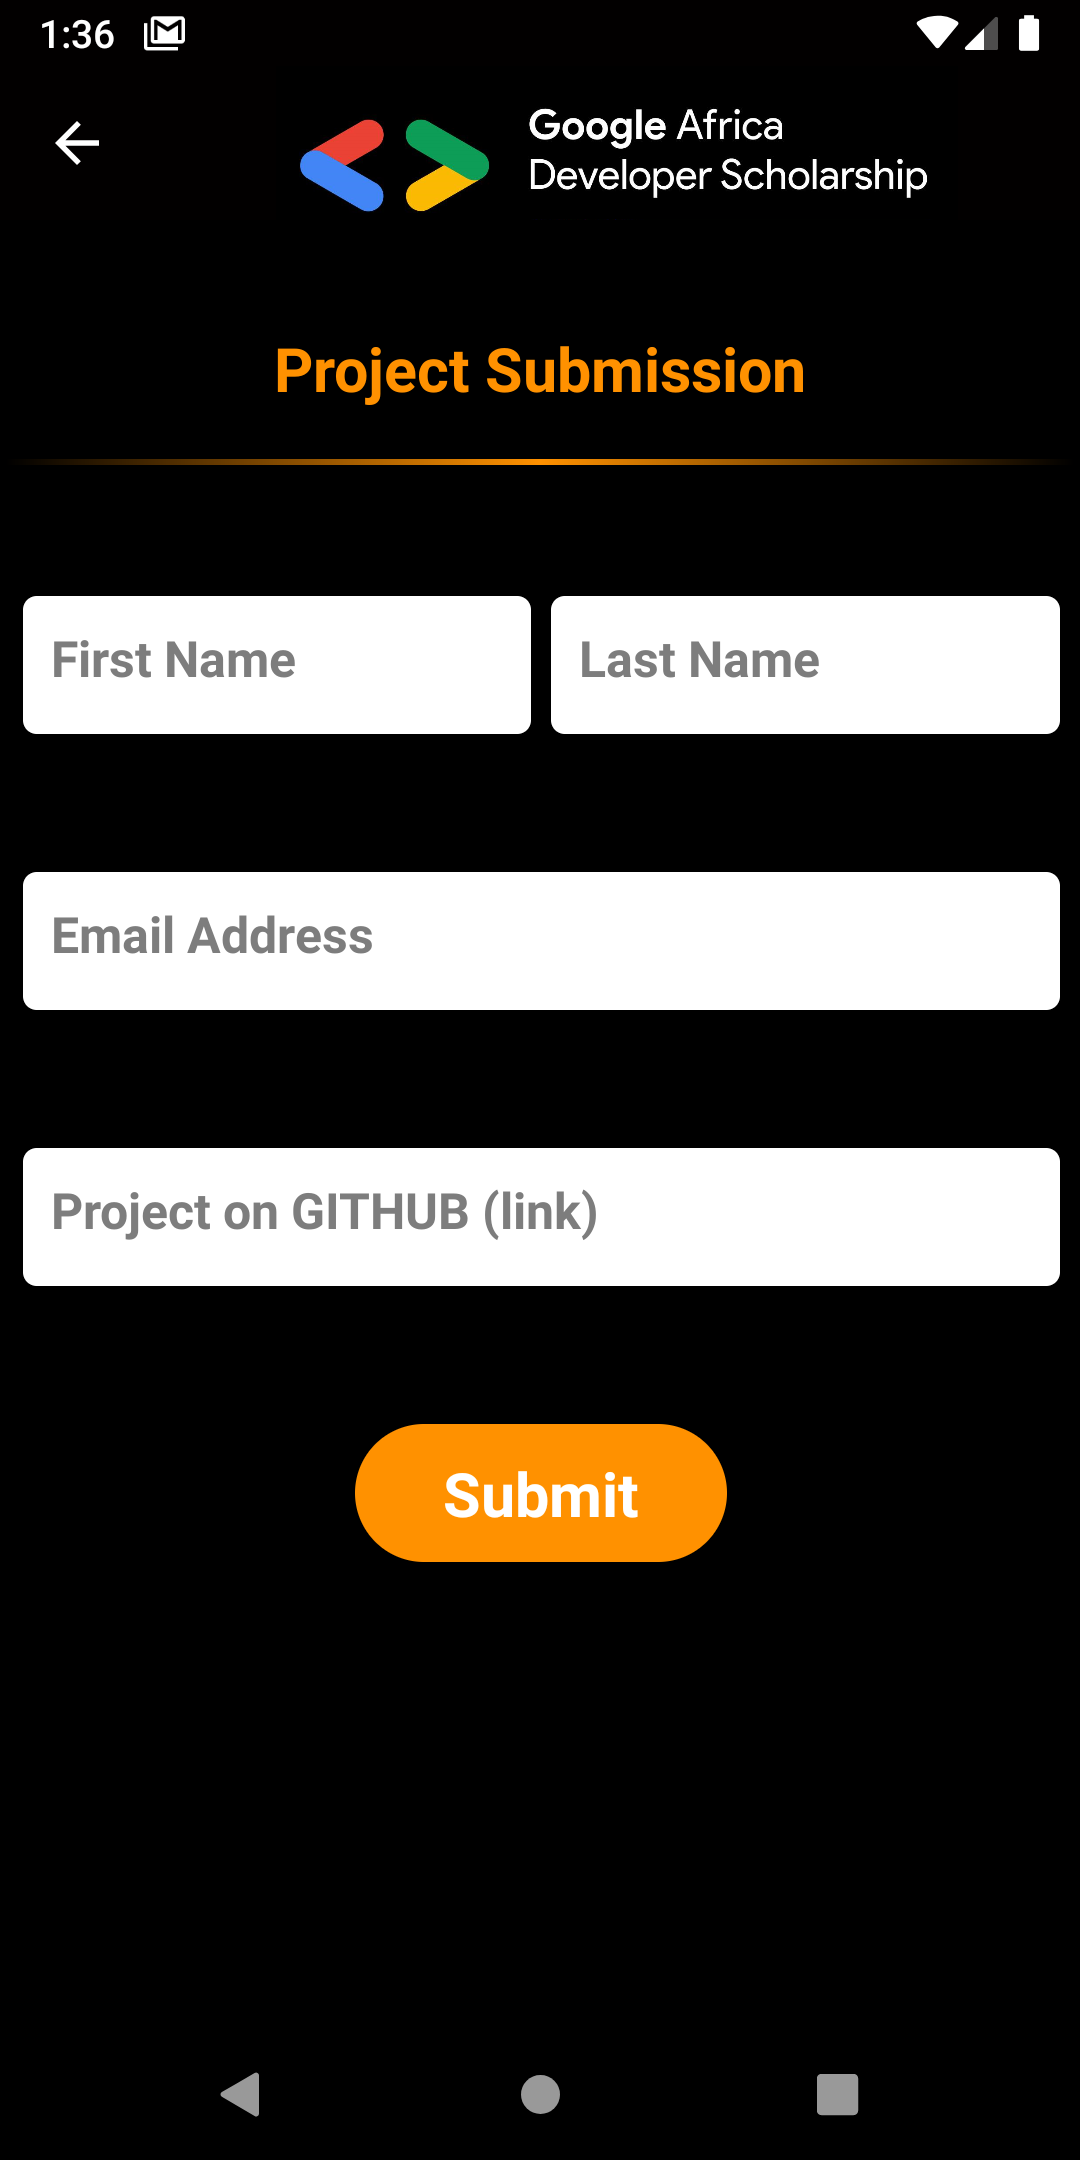 1:36
Google Africa
Developer Scholarship
Project Submission
First Name
Last Name
Email Address
Project on GITHUB (link)
Submit